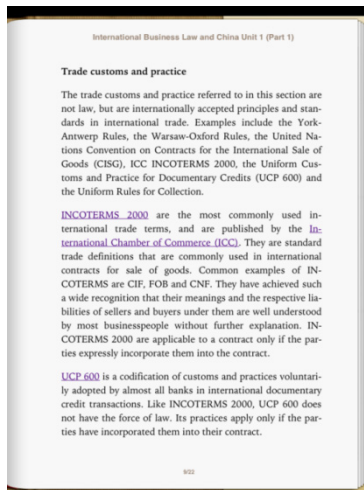 International Business Law and China Unit 1 (Part 1)
Trade customs and practice
The trade customs and practice referred to in this section are
not law, but are internationally accepted principles and stan-
dards in international trade. Examples include the York-
Antwerp Rules, the Warsaw-Oxford Rules, the United Na-
tions Convention on Contracts for the International Sale of
Goods (CISG), ICC INCOTERMS 2000, the Uniform Cus-
toms and Practice for Documentary Credits (UCP 600) and
the Uniform Rules for Collection.
INCOTERMS 2000 are the most commonly used in-
ternational trade terms, and are published by the In-
ternational Chamber of Commerce (ICC). They are standard
trade definitions that are commonly used in international
contracts for sale of goods. Common examples of IN-
COTERMS are CIF, FOB and CNF. They have achieved such
a wide recognition that their meanings and the respective lia-
bilities of sellers and buyers under them are well understood
by most businesspeople without further explanation. IN-
COTERMS 2000 are applicable to a contract only if the par-
ties expressly incorporate them into the contract.
UCP 600 is a codification of customs and practices voluntari-
ly adopted by almost all banks in international documentary
credit transactions. Like INCOTERMS 2000, UCP 600 does
not have the force of law. Its practices apply only if the par-
ties have incorporated them into their contract.
9/22